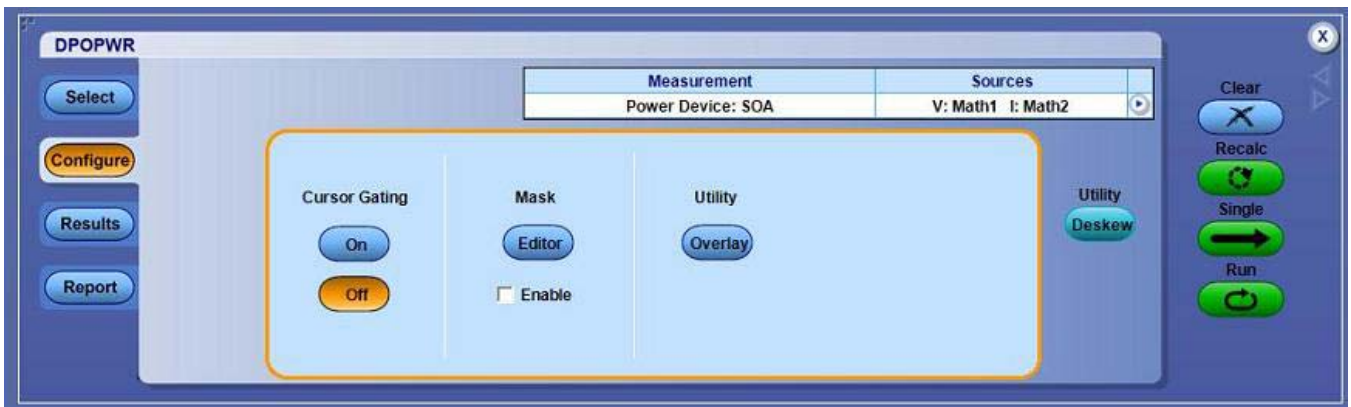 DPOPWR
X
Select
Configure
Results
Report
Measurement Sources
Power Device: SOA V: Math1 I: Math2
Cursor Gating
On
Off
Mask
Editor
Enable
Utility
Overlay
Utility
Deskew
Clear
Recalc
Single
Run